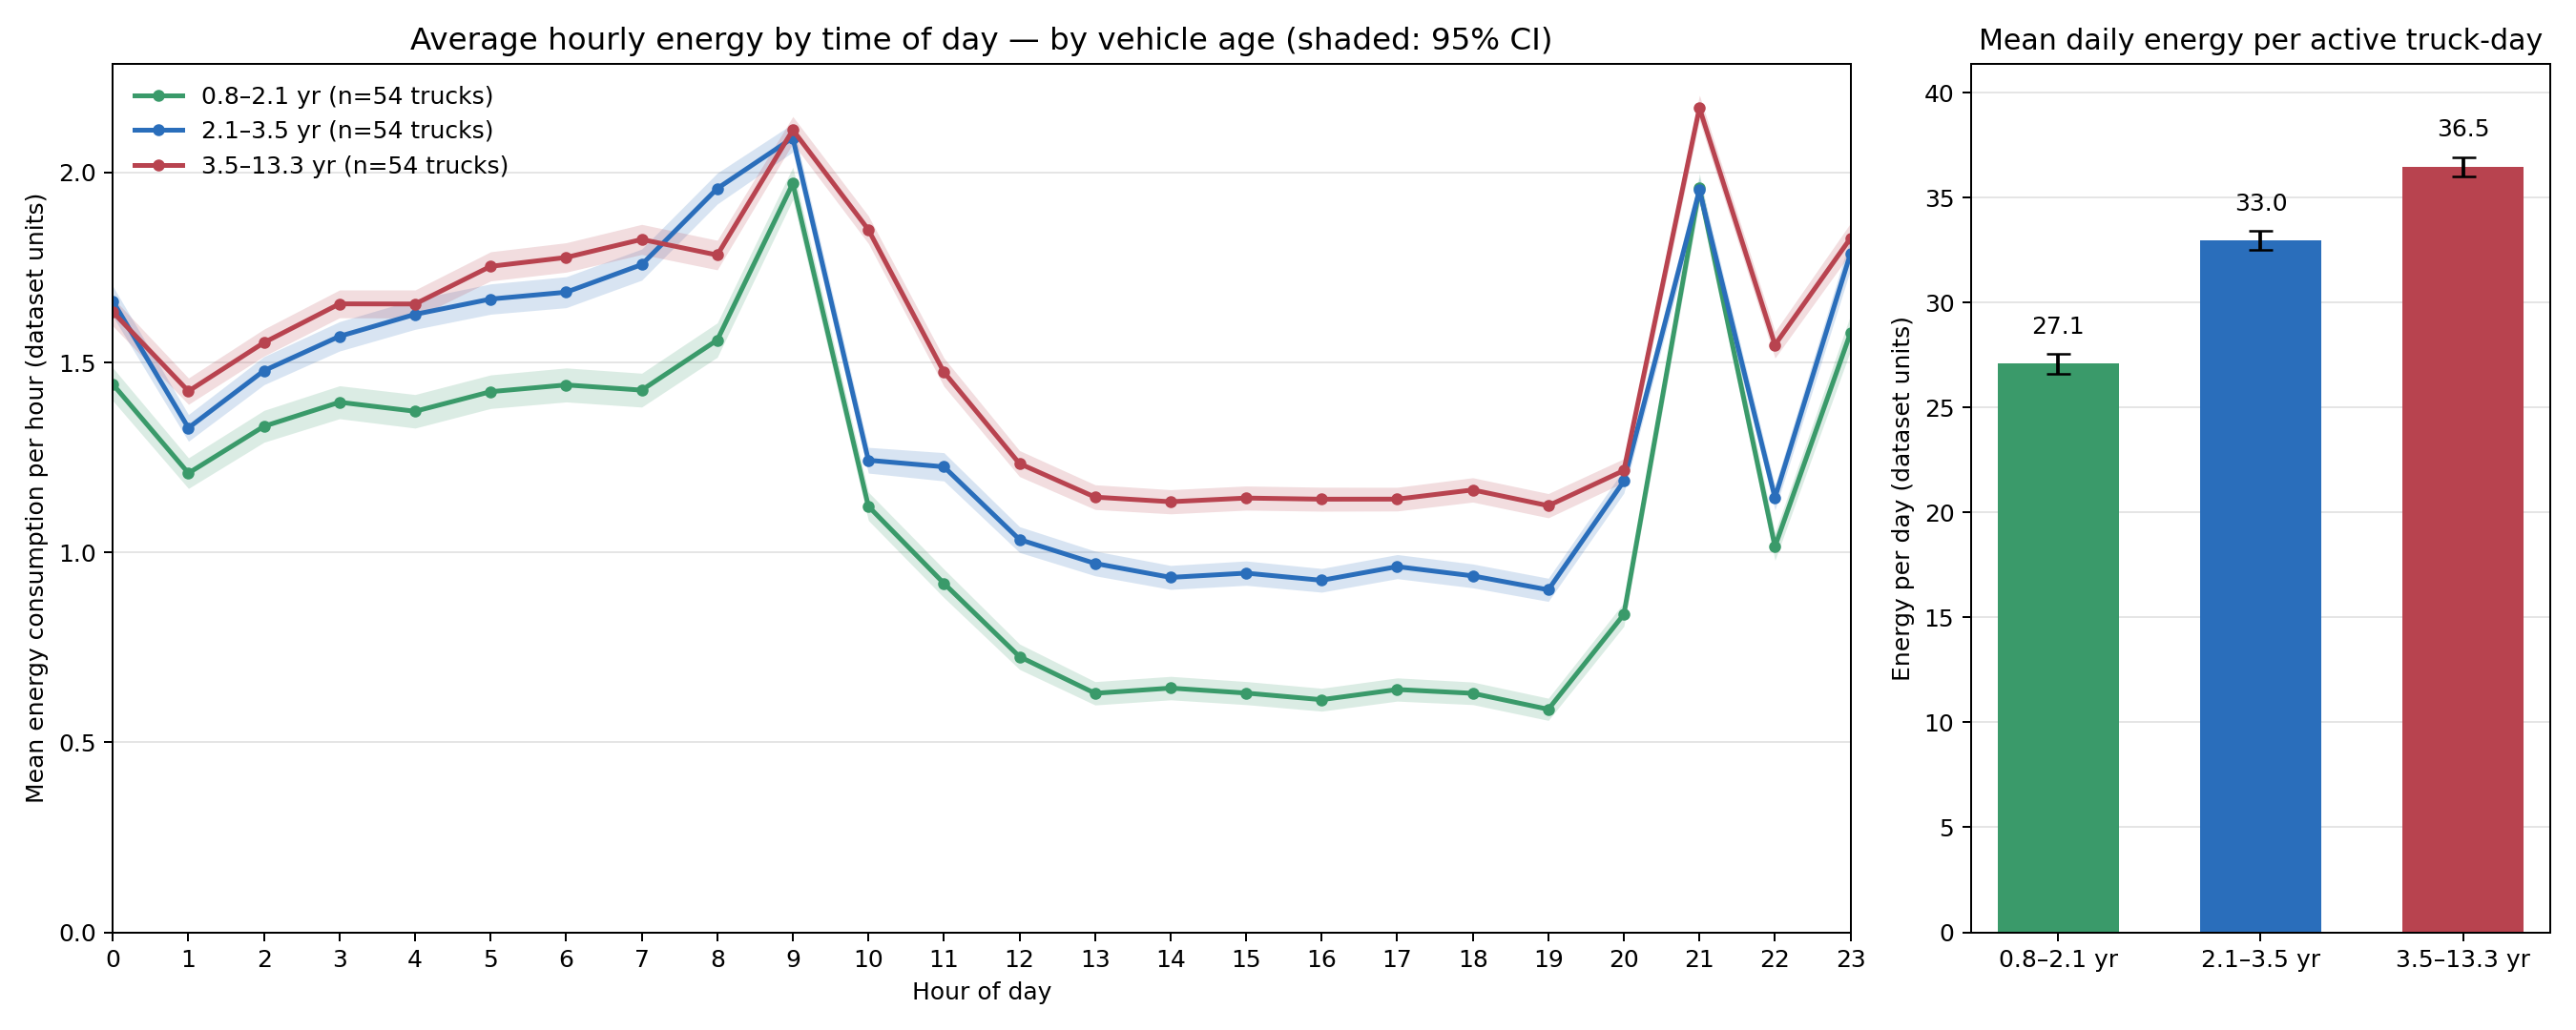 Average hourly energy by time of day — by vehicle age (shaded: 95% CI)
0.8–2.1 yr (n=54 trucks)
2.1–3.5 yr (n=54 trucks)
3.5–13.3 yr (n=54 trucks)
Mean energy consumption per hour (dataset units)
2.0
1.5
1.0
0.5
0.0
0 1 2 3 4 5 6 7 8 9 10 11 12 13 14 15 16 17 18 19 20 21 22 23
Hour of day
Mean daily energy per active truck-day
Energy per day (dataset units)
40
35
30
25
20
15
10
5
0
27.1
33.0
36.5
0.8–2.1 yr 2.1–3.5 yr 3.5–13.3 yr